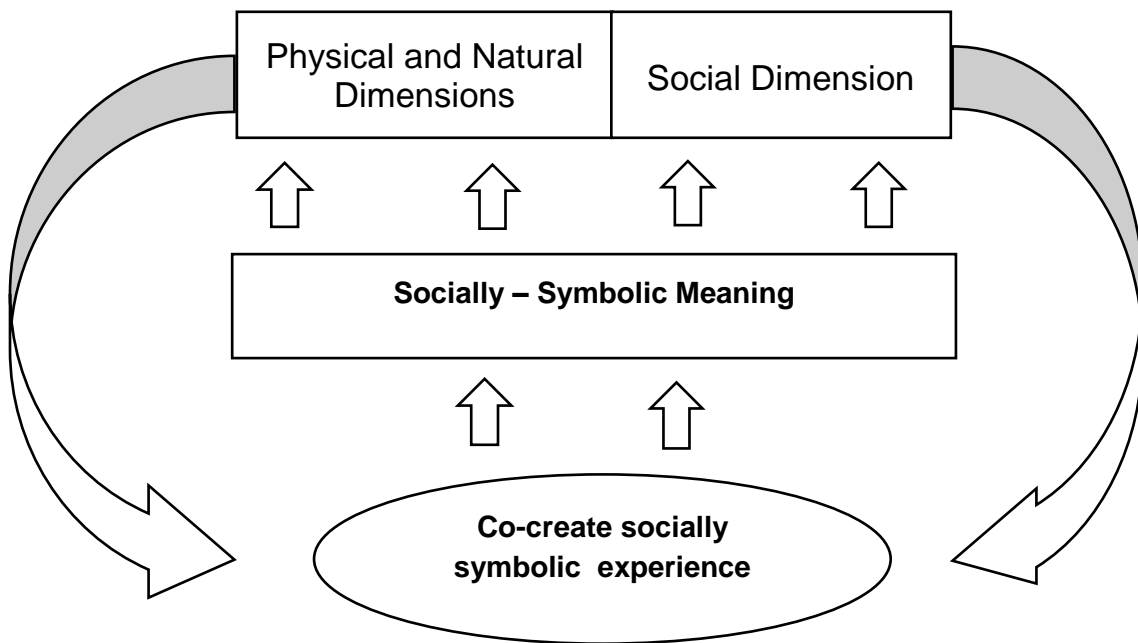 Physical and Natural
Dimensions
Social Dimension
Socially – Symbolic Meaning
Co-create socially
symbolic  experience